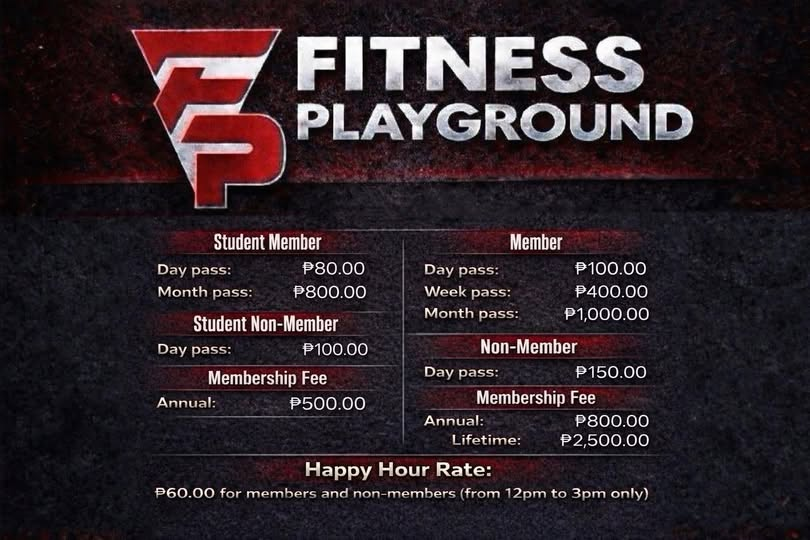 FP
FITNESS
PLAYGROUND
Student Member
Day pass: ₱80.00
Month pass: ₱800.00
Student Non-Member
Day pass: ₱100.00
Membership Fee
Annual: ₱500.00
Member
Day pass: ₱100.00
Week pass: ₱400.00
Month pass: ₱1,000.00
Non-Member
Day pass: ₱150.00
Membership Fee
Annual: ₱800.00
Lifetime: ₱2,500.00
Happy Hour Rate:
₱60.00 for members and non-members (from 12pm to 3pm only)